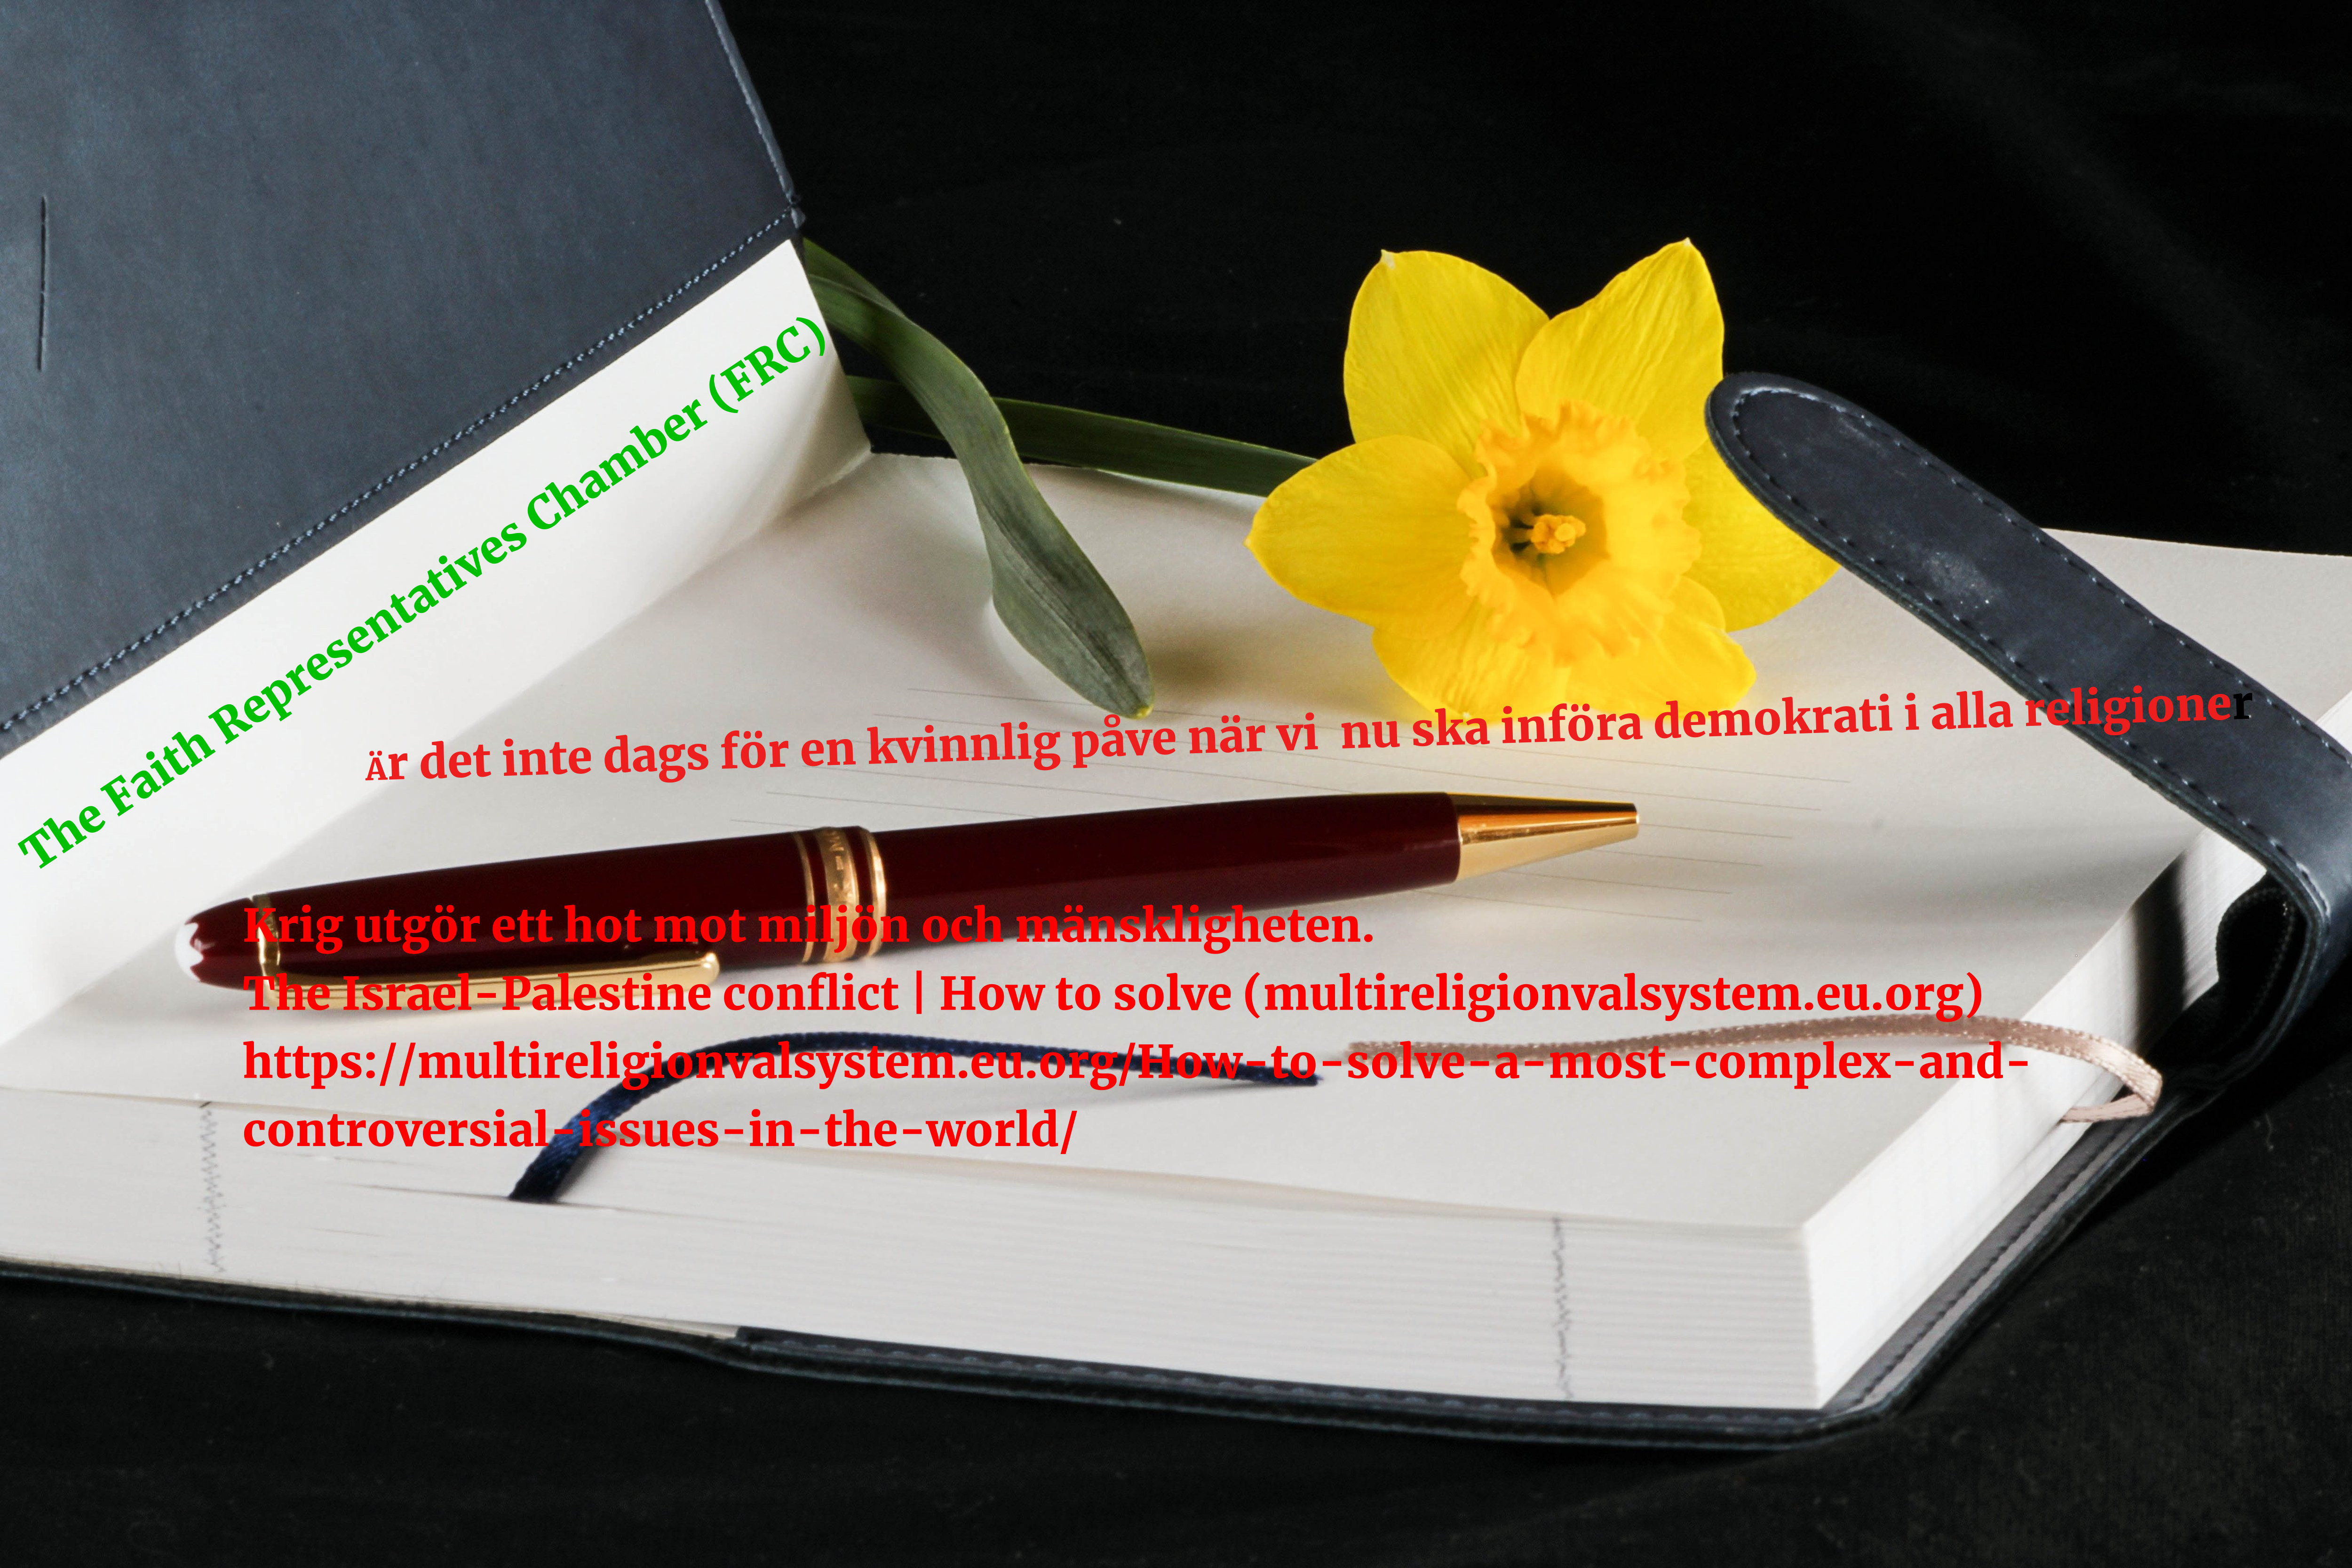 The Faith Representatives Chamber (FRC)
Är det inte dags för en kvinnlig påve när vi  nu ska införa demokrati i alla religioner
Krig utgör ett hot mot miljön och mänskligheten.
The Israel-Palestine conflict | How to solve (multireligionvalsystem.eu.org)
https://multireligionvalsystem.eu.org/How-to-solve-a-most-complex-and-
controversial-issues-in-the-world/